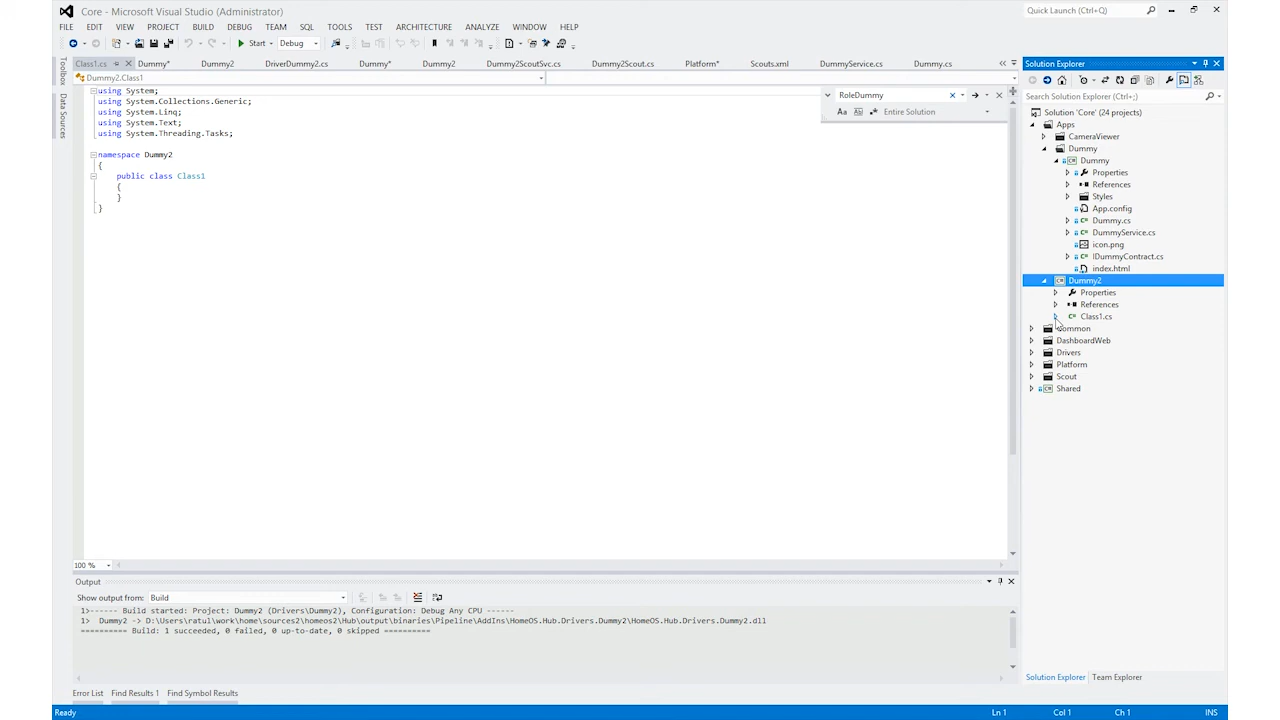 Core - Microsoft Visual Studio (Administrator)
Quick Launch (Ctrl+Q)
FILE EDIT VIEW PROJECT BUILD DEBUG TEAM SQL TOOLS TEST ARCHITECTURE ANALYZE WINDOW HELP
Start Debug
Class1.cs Dummy* Dummy2 DriverDummy2.cs Dummy* Dummy2 Dummy2ScoutSvc.cs Dummy2Scout.cs Platform* Scouts.xml DummyService.cs Dummy.cs
Dummy2.Class1
Toolbox
Data Sources
using System;
using System.Collections.Generic;
using System.Linq;
using System.Text;
using System.Threading.Tasks;
namespace Dummy2
{
public class Class1
{
}
}
RoleDummy
Aa Ab Entire Solution
100 %
Solution Explorer
Search Solution Explorer (Ctrl+;)
Solution 'Core' (24 projects)
Apps
CameraViewer
Dummy
Dummy
Properties
References
Styles
App.config
Dummy.cs
DummyService.cs
icon.png
IDummyContract.cs
index.html
Dummy2
Properties
References
Class1.cs
Common
DashboardWeb
Drivers
Platform
Scout
Shared
Solution Explorer Team Explorer
Output
Show output from: Build
1>------ Build started: Project: Dummy2 (Drivers\Dummy2), Configuration: Debug Any CPU ------
1> Dummy2 -> D:\Users\ratul\work\home\sources2\homeos2\Hub\output\binaries\Pipeline\AddIns\HomeOS.Hub.Drivers.Dummy2\HomeOS.Hub.Drivers.Dummy2.dll
========== Build: 1 succeeded, 0 failed, 0 up-to-date, 0 skipped ==========
Error List Find Results 1 Find Symbol Results
Ready Ln 1 Col 1 Ch 1 INS